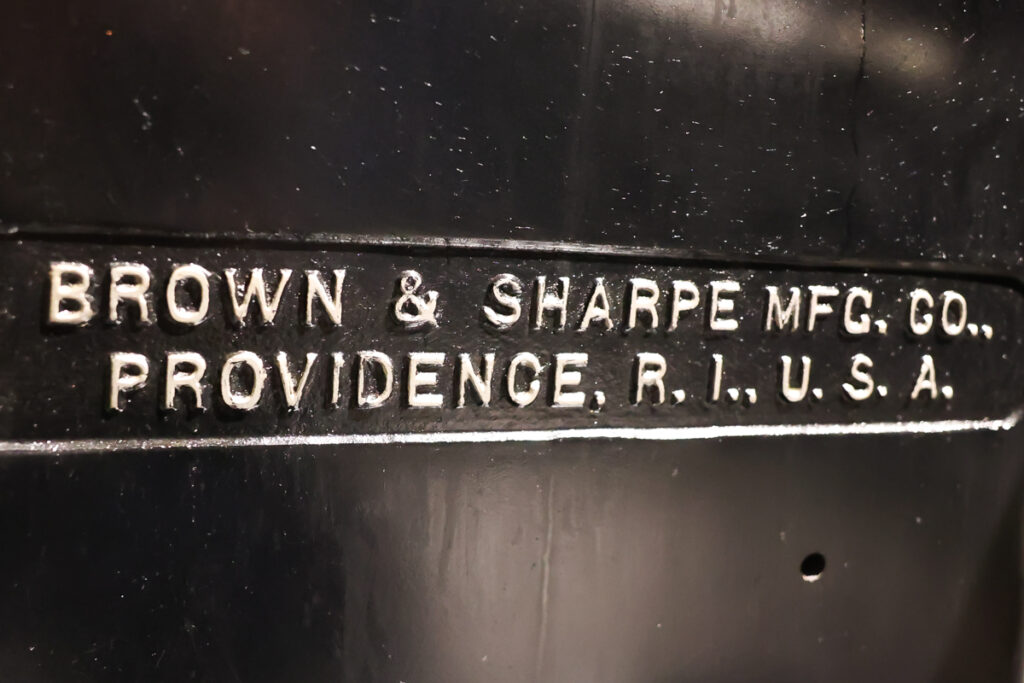 BROWN & SHARPE MFG. CO.,
PROVIDENCE, R. I., U. S. A.